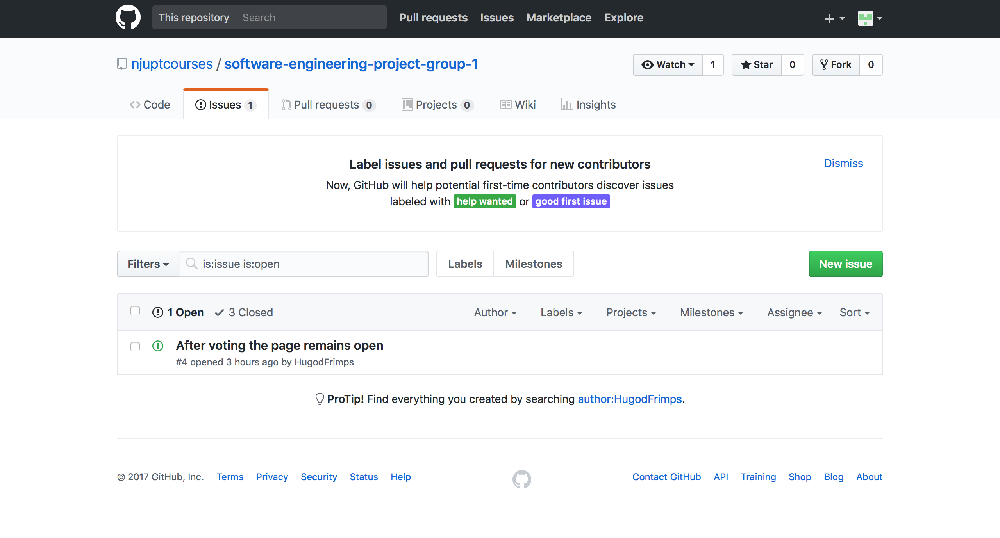 This repository Search Pull requests Issues Marketplace Explore
njuptcourses / software-engineering-project-group-1
Watch 1 Star 0 Fork 0
Code Issues 1 Pull requests 0 Projects 0 Wiki Insights
Label issues and pull requests for new contributors
Dismiss
Now, GitHub will help potential first-time contributors discover issues
labeled with help wanted or good first issue
Filters is:issue is:open Labels Milestones New issue
1 Open 3 Closed Author Labels Projects Milestones Assignee Sort
After voting the page remains open
#4 opened 3 hours ago by HugodFrimps
ProTip! Find everything you created by searching author:HugodFrimps.
© 2017 GitHub, Inc. Terms Privacy Security Status Help Contact GitHub API Training Shop Blog About